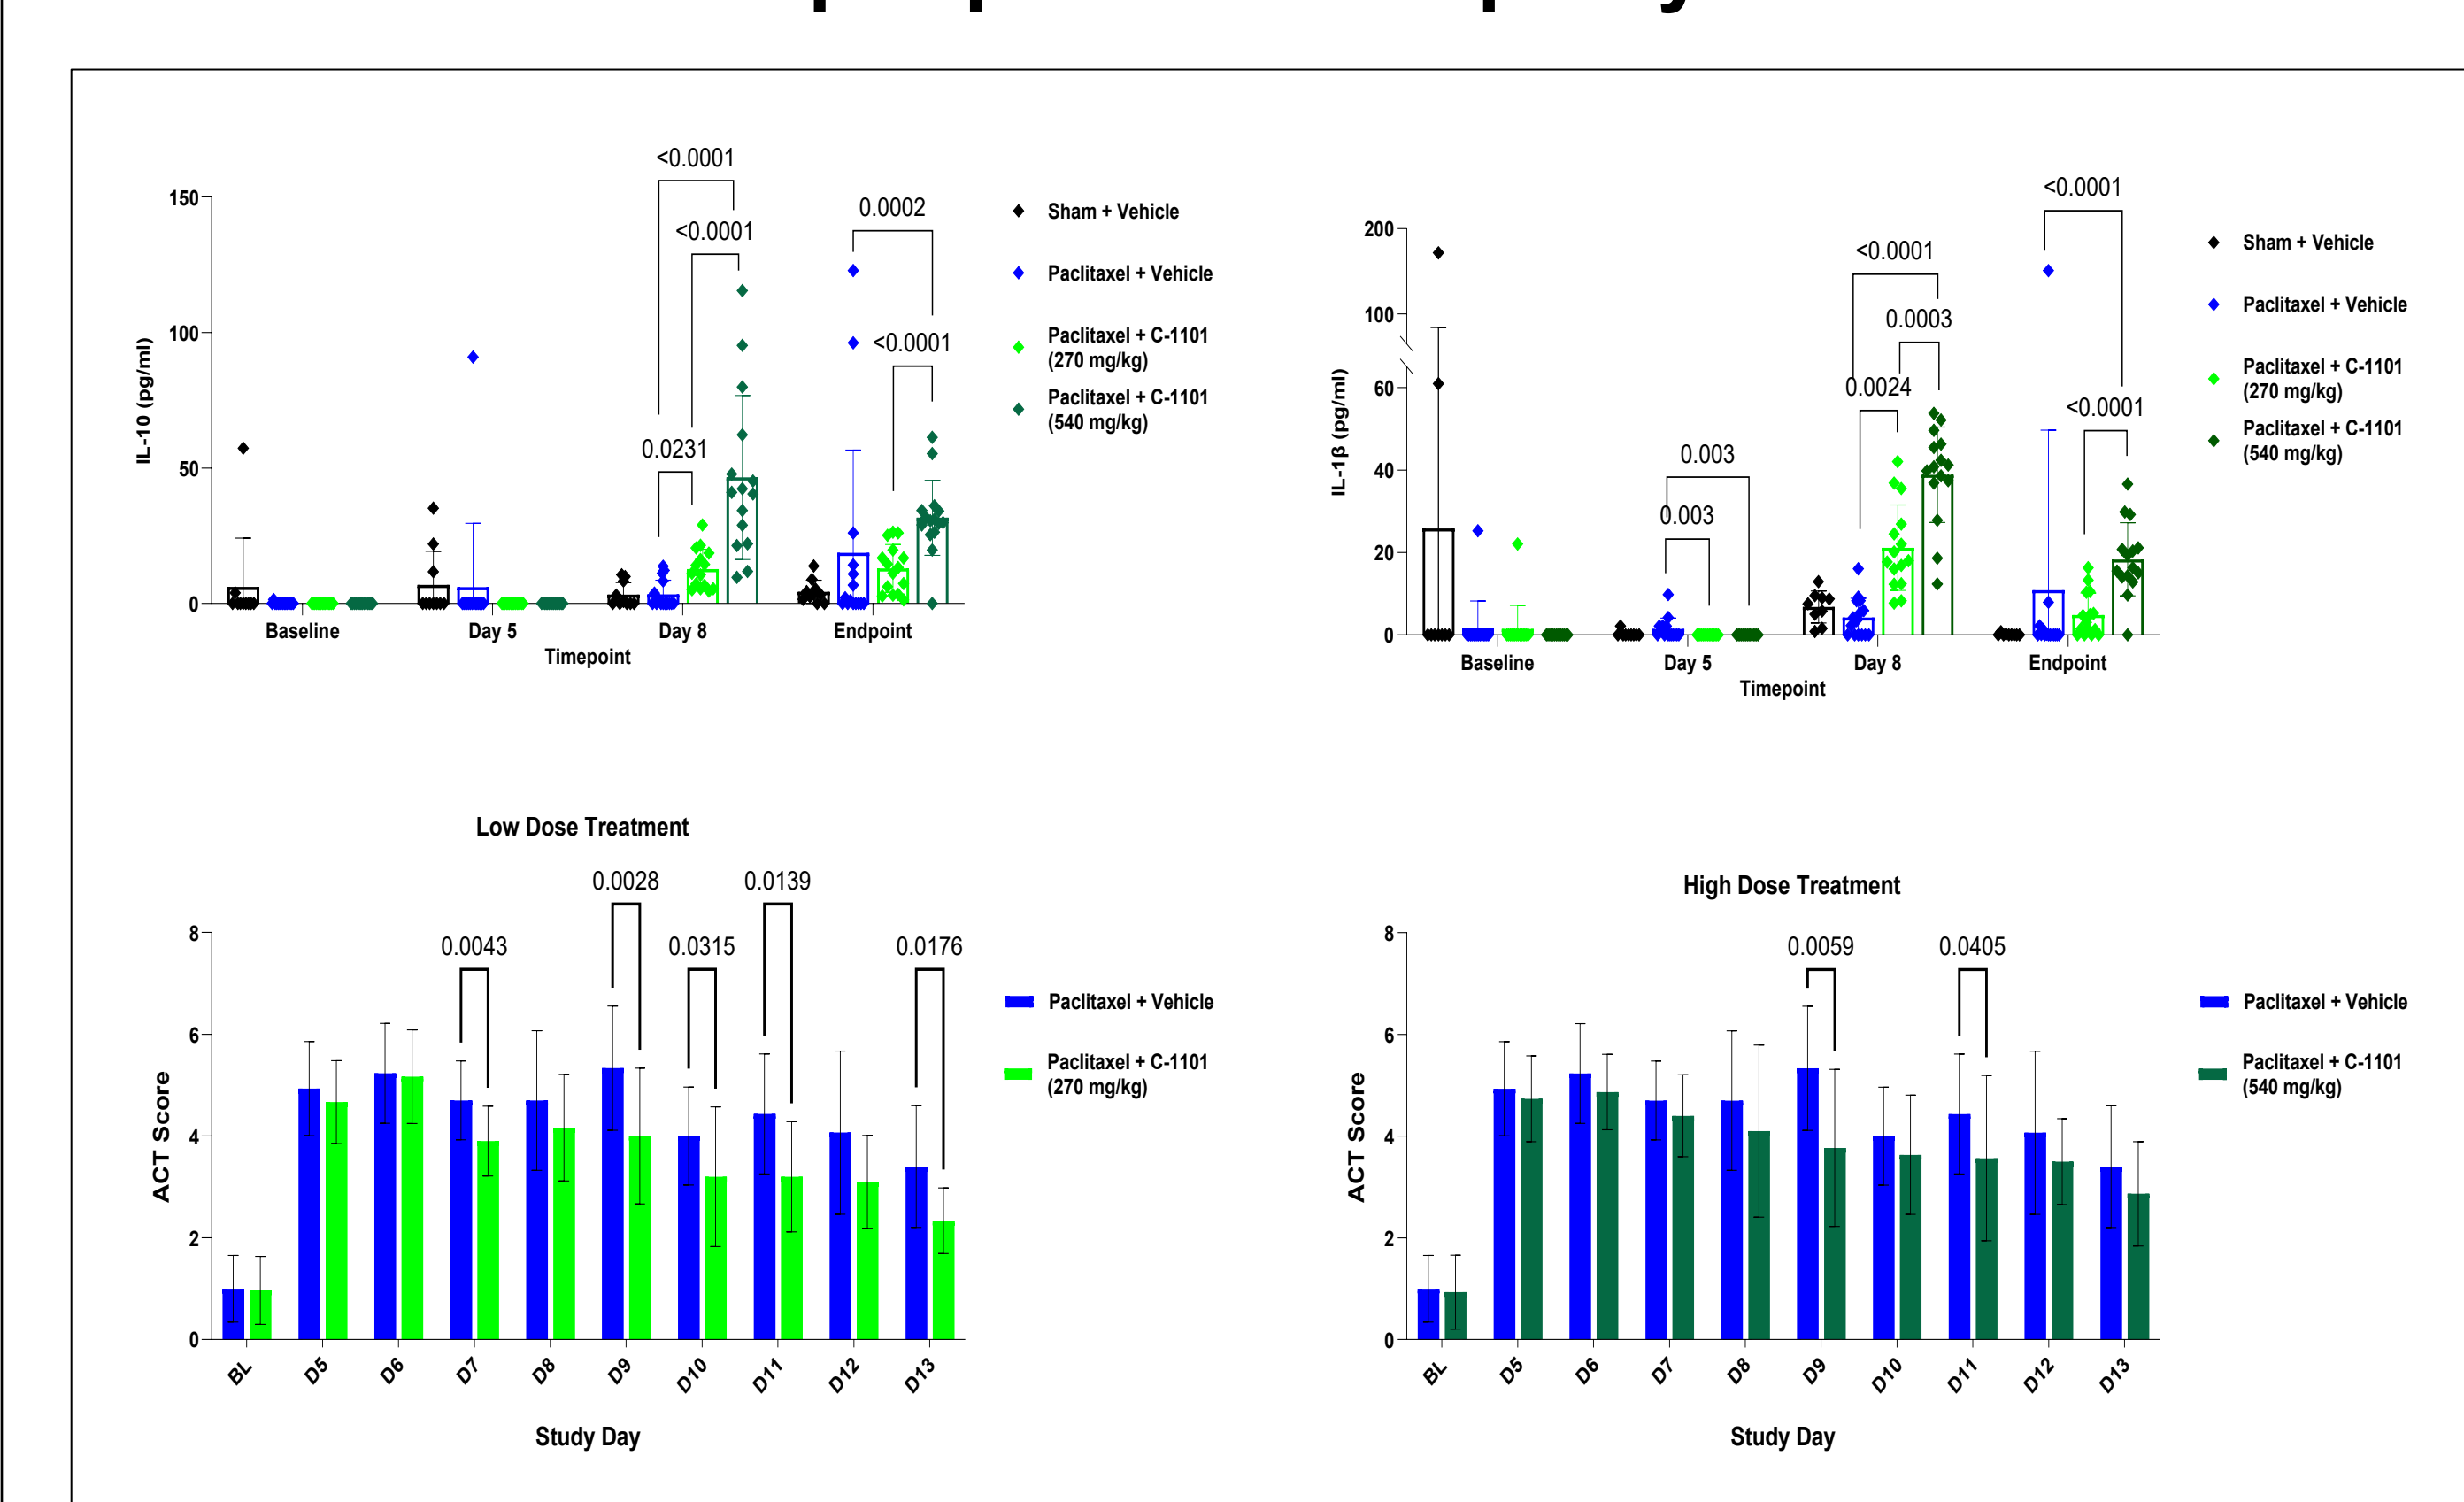 <0.0001
<0.0001
0.0231
0.0002
<0.0001
150
100
50
0
IL-10 (pg/ml)
Baseline
Day 5
Day 8
Endpoint
Timepoint
Sham + Vehicle
Paclitaxel + Vehicle
Paclitaxel + C-1101
(270 mg/kg)
Paclitaxel + C-1101
(540 mg/kg)
<0.0001
<0.0001
0.0003
0.0024
<0.0001
0.003
0.003
200
100
60
40
20
0
IL-1β (pg/ml)
Baseline
Day 5
Day 8
Endpoint
Timepoint
Sham + Vehicle
Paclitaxel + Vehicle
Paclitaxel + C-1101
(270 mg/kg)
Paclitaxel + C-1101
(540 mg/kg)
Low Dose Treatment
0.0028
0.0139
0.0043
0.0315
0.0176
8
6
4
2
0
ACT Score
BL
D5
D6
D7
D8
D9
D10
D11
D12
D13
Study Day
Paclitaxel + Vehicle
Paclitaxel + C-1101
(270 mg/kg)
High Dose Treatment
0.0059
0.0405
8
6
4
2
0
ACT Score
BL
D5
D6
D7
D8
D9
D10
D11
D12
D13
Study Day
Paclitaxel + Vehicle
Paclitaxel + C-1101
(540 mg/kg)